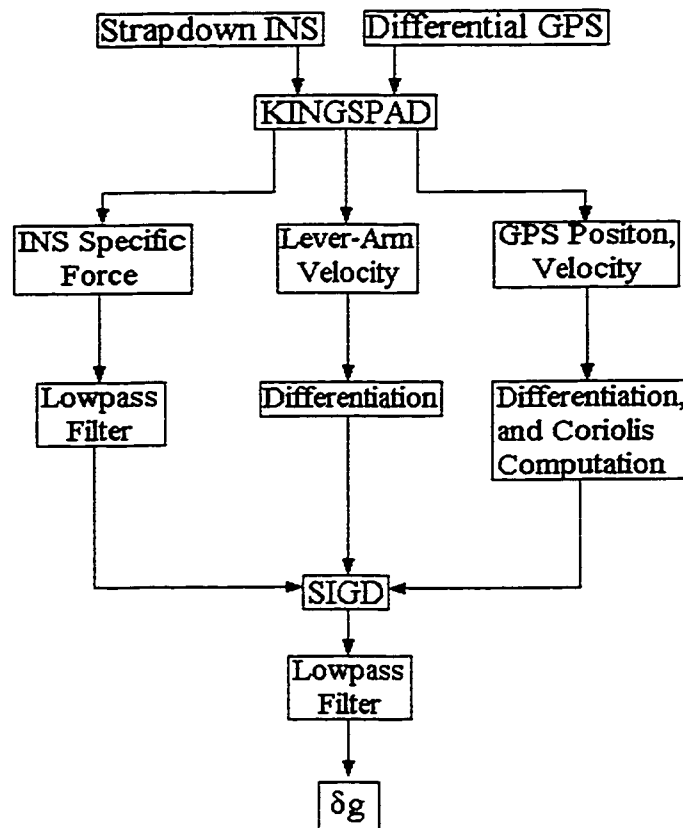 Strapdown INS
Differential GPS
KINGSPAD
INS Specific
Force
Lever-Arm
Velocity
GPS Positon,
Velocity
Lowpass
Filter
Differentiation
Differentiation,
and Coriolis
Computation
SIGD
Lowpass
Filter
δg